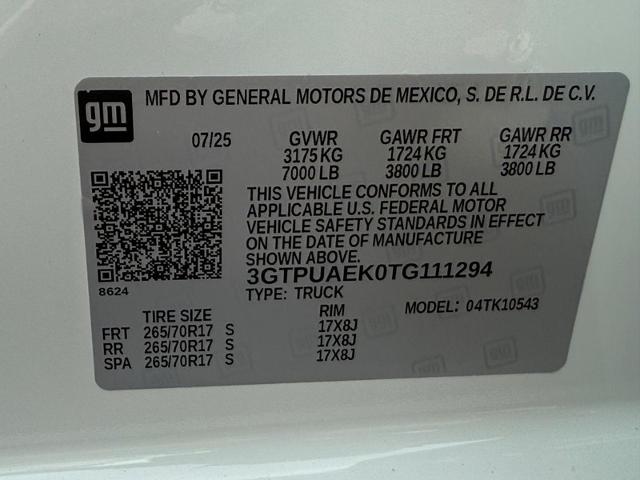 gm
MFD BY GENERAL MOTORS DE MEXICO, S. DE R.L. DE C.V.
07/25 GVWR GAWR FRT GAWR RR
3175 KG 1724 KG 1724 KG
7000 LB 3800 LB 3800 LB
THIS VEHICLE CONFORMS TO ALL
APPLICABLE U.S. FEDERAL MOTOR
VEHICLE SAFETY STANDARDS IN EFFECT
ON THE DATE OF MANUFACTURE
SHOWN ABOVE.
3GTPUAEK0TG111294
8624
TYPE: TRUCK MODEL: 04TK10543
TIRE SIZE RIM
FRT 265/70R17 S 17X8J
RR 265/70R17 S 17X8J
SPA 265/70R17 S 17X8J